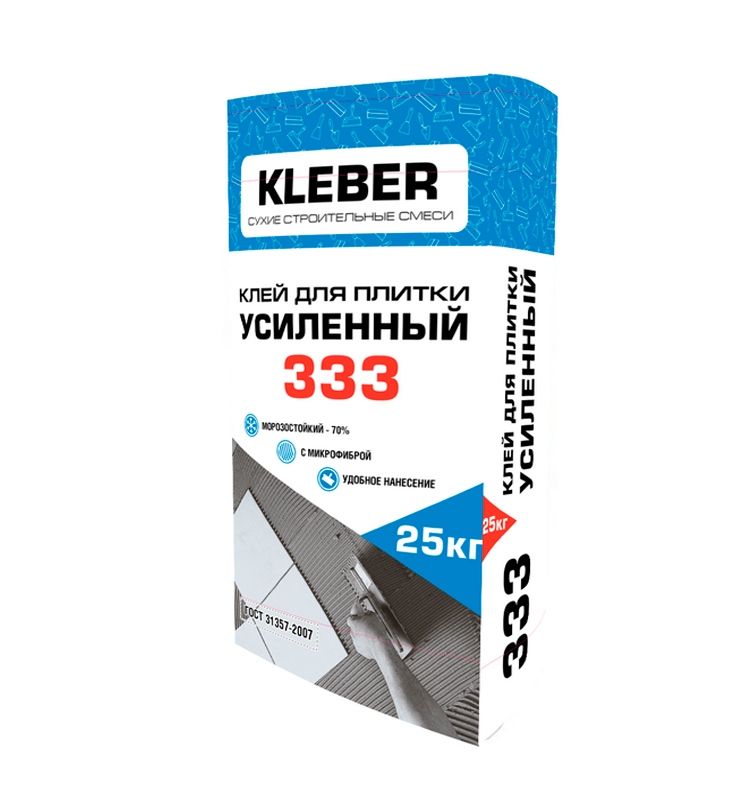 KLEBER
СУХИЕ СТРОИТЕЛЬНЫЕ СМЕСИ
КЛЕЙ ДЛЯ ПЛИТКИ
УСИЛЕННЫЙ
333
МОРОЗОСТОЙКИЙ - 70%
С МИКРОФИБРОЙ
УДОБНОЕ НАНЕСЕНИЕ
25КГ
ГОСТ 31357-2007
КЛЕЙ ДЛЯ ПЛИТКИ
УСИЛЕННЫЙ
25КГ
333